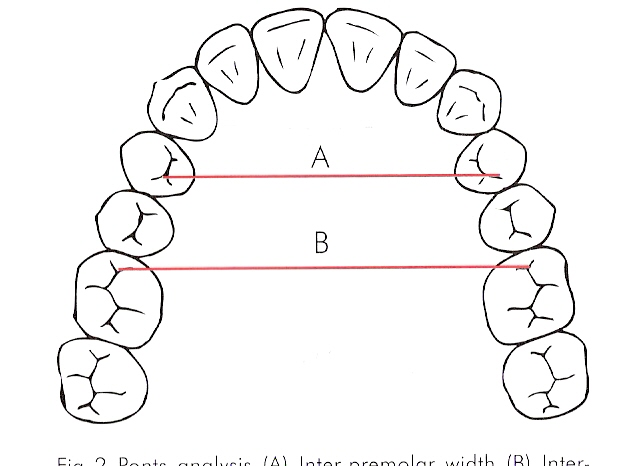 A
B
Fig. 2 Ponts analysis (A) Inter premolar width (B) Inter-